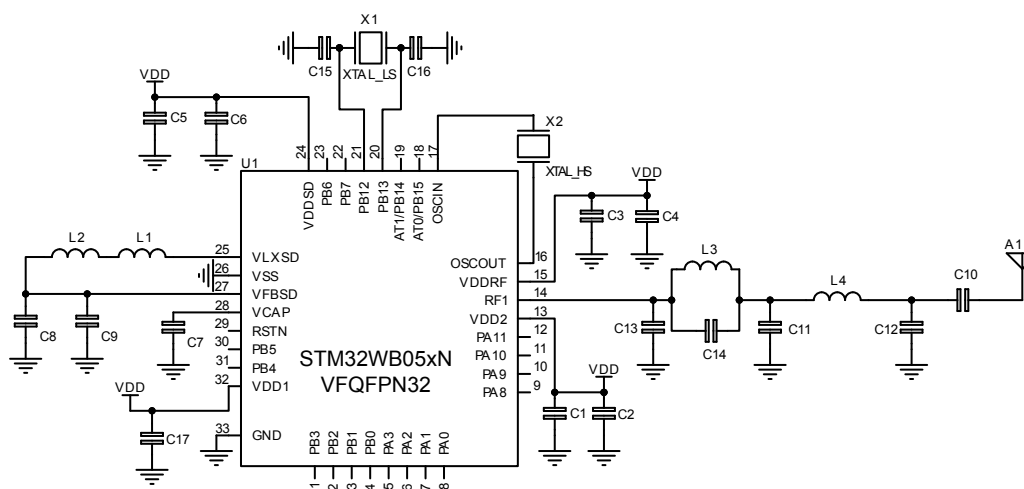 X1
C15
C16
XTAL_LS
VDD
C5
C6
X2
XTAL_HS
24
23
22
21
20
19
18
17
U1
VDDSD
PB6
PB7
PB12
PB13
AT1/PB14
AT0/PB15
OSCIN
VDD
C3
C4
A1
L2
L1
25
VLXSD
26
VSS
27
VFBSD
28
VCAP
29
RSTN
30
PB5
31
PB4
32
VDD1
33
GND
OSCOUT
16
VDDRF
15
RF1
14
VDD2
13
PA11
12
PA10
11
PA9
10
PA8
9
L3
L4
C10
C13
C14
C11
C12
C8
C9
C7
STM32WB05xN
VFQFPN32
VDD
C17
VDD
C1
C2
PB3
PB2
PB1
PB0
PA3
PA2
PA1
PA0
1
2
3
4
5
6
7
8